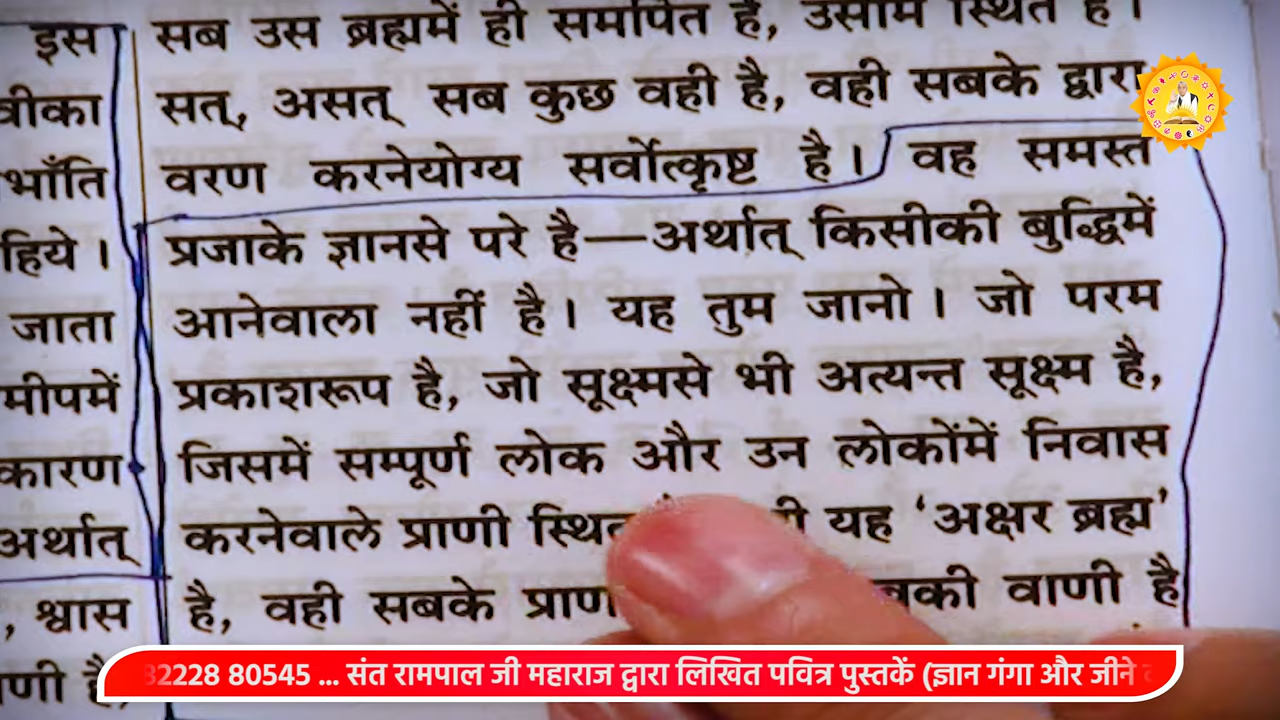 इस
वीका
भाँति
हिये ।
जाता
मीपमें
कारण
अर्थात्
, श्वास
णी है,
सब उस ब्रह्ममें ही समर्पित है, उसीमें स्थित है ।
सत्, असत् सब कुछ वही है, वही सबके द्वारा
वरण करनेयोग्य सर्वोत्कृष्ट है । वह समस्त
प्रजाके ज्ञानसे परे है—अर्थात् किसीकी बुद्धिमें
आनेवाला नहीं है । यह तुम जानो । जो परम
प्रकाशरूप है, जो सूक्ष्मसे भी अत्यन्त सूक्ष्म है,
जिसमें सम्पूर्ण लोक और उन लोकोंमें निवास
करनेवाले प्राणी स्थित यह ‘अक्षर ब्रह्म’
है, वही सबके प्राण बकी वाणी है
82228 80545 ... संत रामपाल जी महाराज द्वारा लिखित पवित्र पुस्तकें (ज्ञान गंगा और जीने